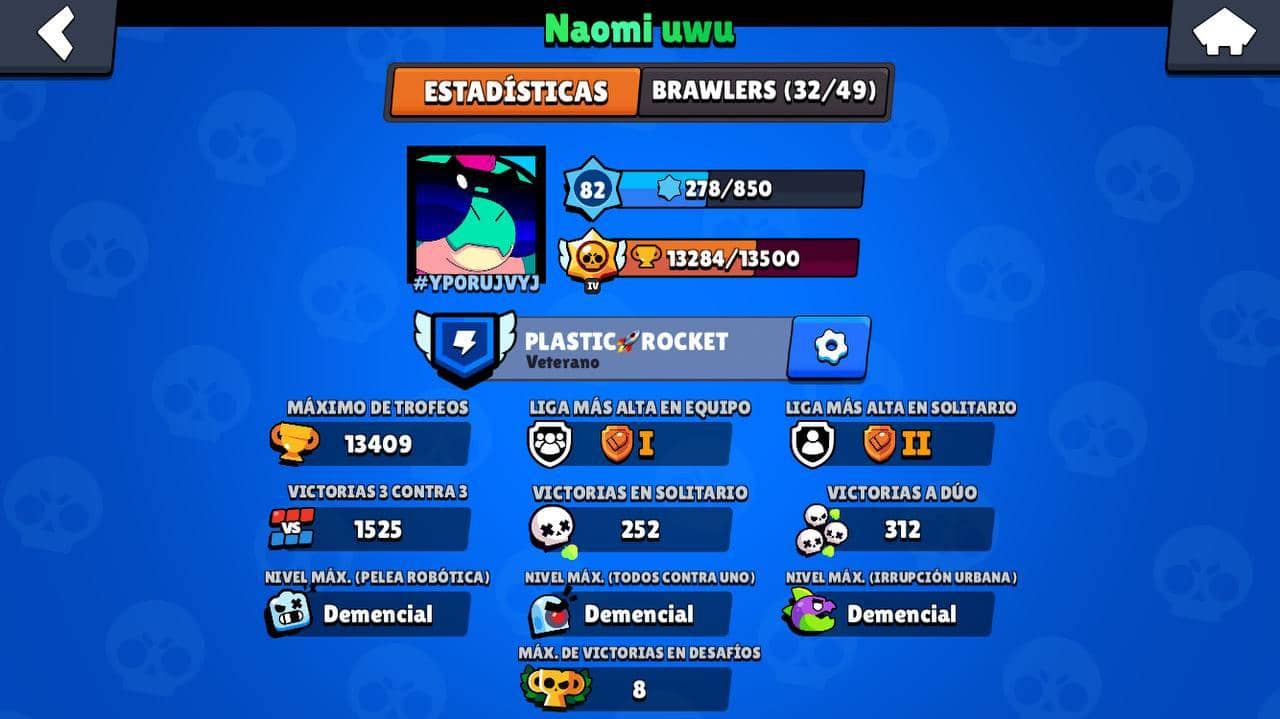 Naomi uwu
ESTADÍSTICAS
BRAWLERS (32/49)
82
278/850
13284/13500
IV
#YP0RUJVYJ
PLASTIC🚀ROCKET
Veterano
MÁXIMO DE TROFEOS
13409
LIGA MÁS ALTA EN EQUIPO
I
LIGA MÁS ALTA EN SOLITARIO
II
VICTORIAS 3 CONTRA 3
VS
1525
VICTORIAS EN SOLITARIO
252
VICTORIAS A DÚO
312
NIVEL MÁX. (PELEA ROBÓTICA)
Demencial
NIVEL MÁX. (TODOS CONTRA UNO)
Demencial
NIVEL MÁX. (IRRUPCIÓN URBANA)
Demencial
MÁX. DE VICTORIAS EN DESAFÍOS
8